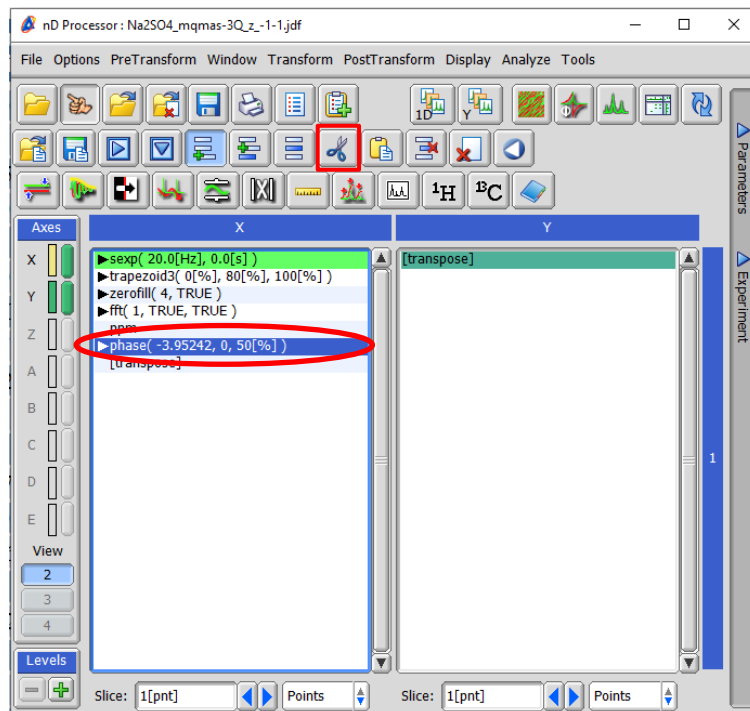 nD Processor : Na2SO4_mqmas-3Q_z_-1-1.jdf
File Options PreTransform Window Transform PostTransform Display Analyze Tools
1D Y
1H 13C
Axes X Y
X sexp( 20.0[Hz], 0.0[s] ) [transpose]
trapezoid3( 0[%], 80[%], 100[%] )
Y zerofill( 4, TRUE )
fft( 1, TRUE, TRUE )
Z ppm
phase( -3.95242, 0, 50[%] )
A [transpose]
B
C
D
E
View
2
3
4
Levels
Slice: 1[pnt] Points Slice: 1[pnt] Points
1
Parameters
Experiment